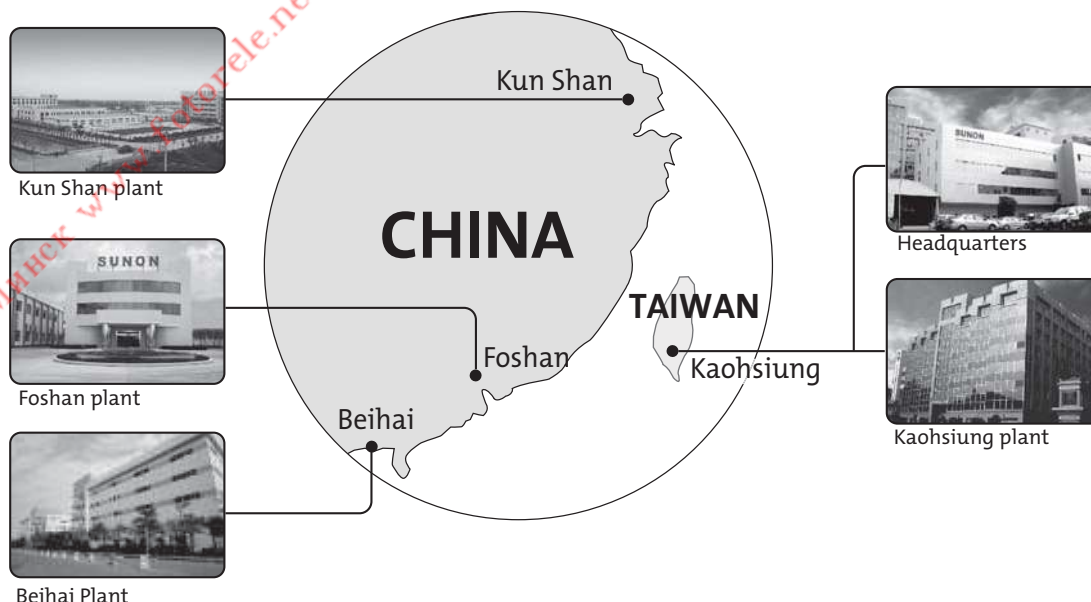 Kun Shan
Kun Shan plant
CHINA
SUNON
Foshan
Foshan plant
Beihai
Beihai Plant
TAIWAN
Kaohsiung
SUNON
Headquarters
Kaohsiung plant